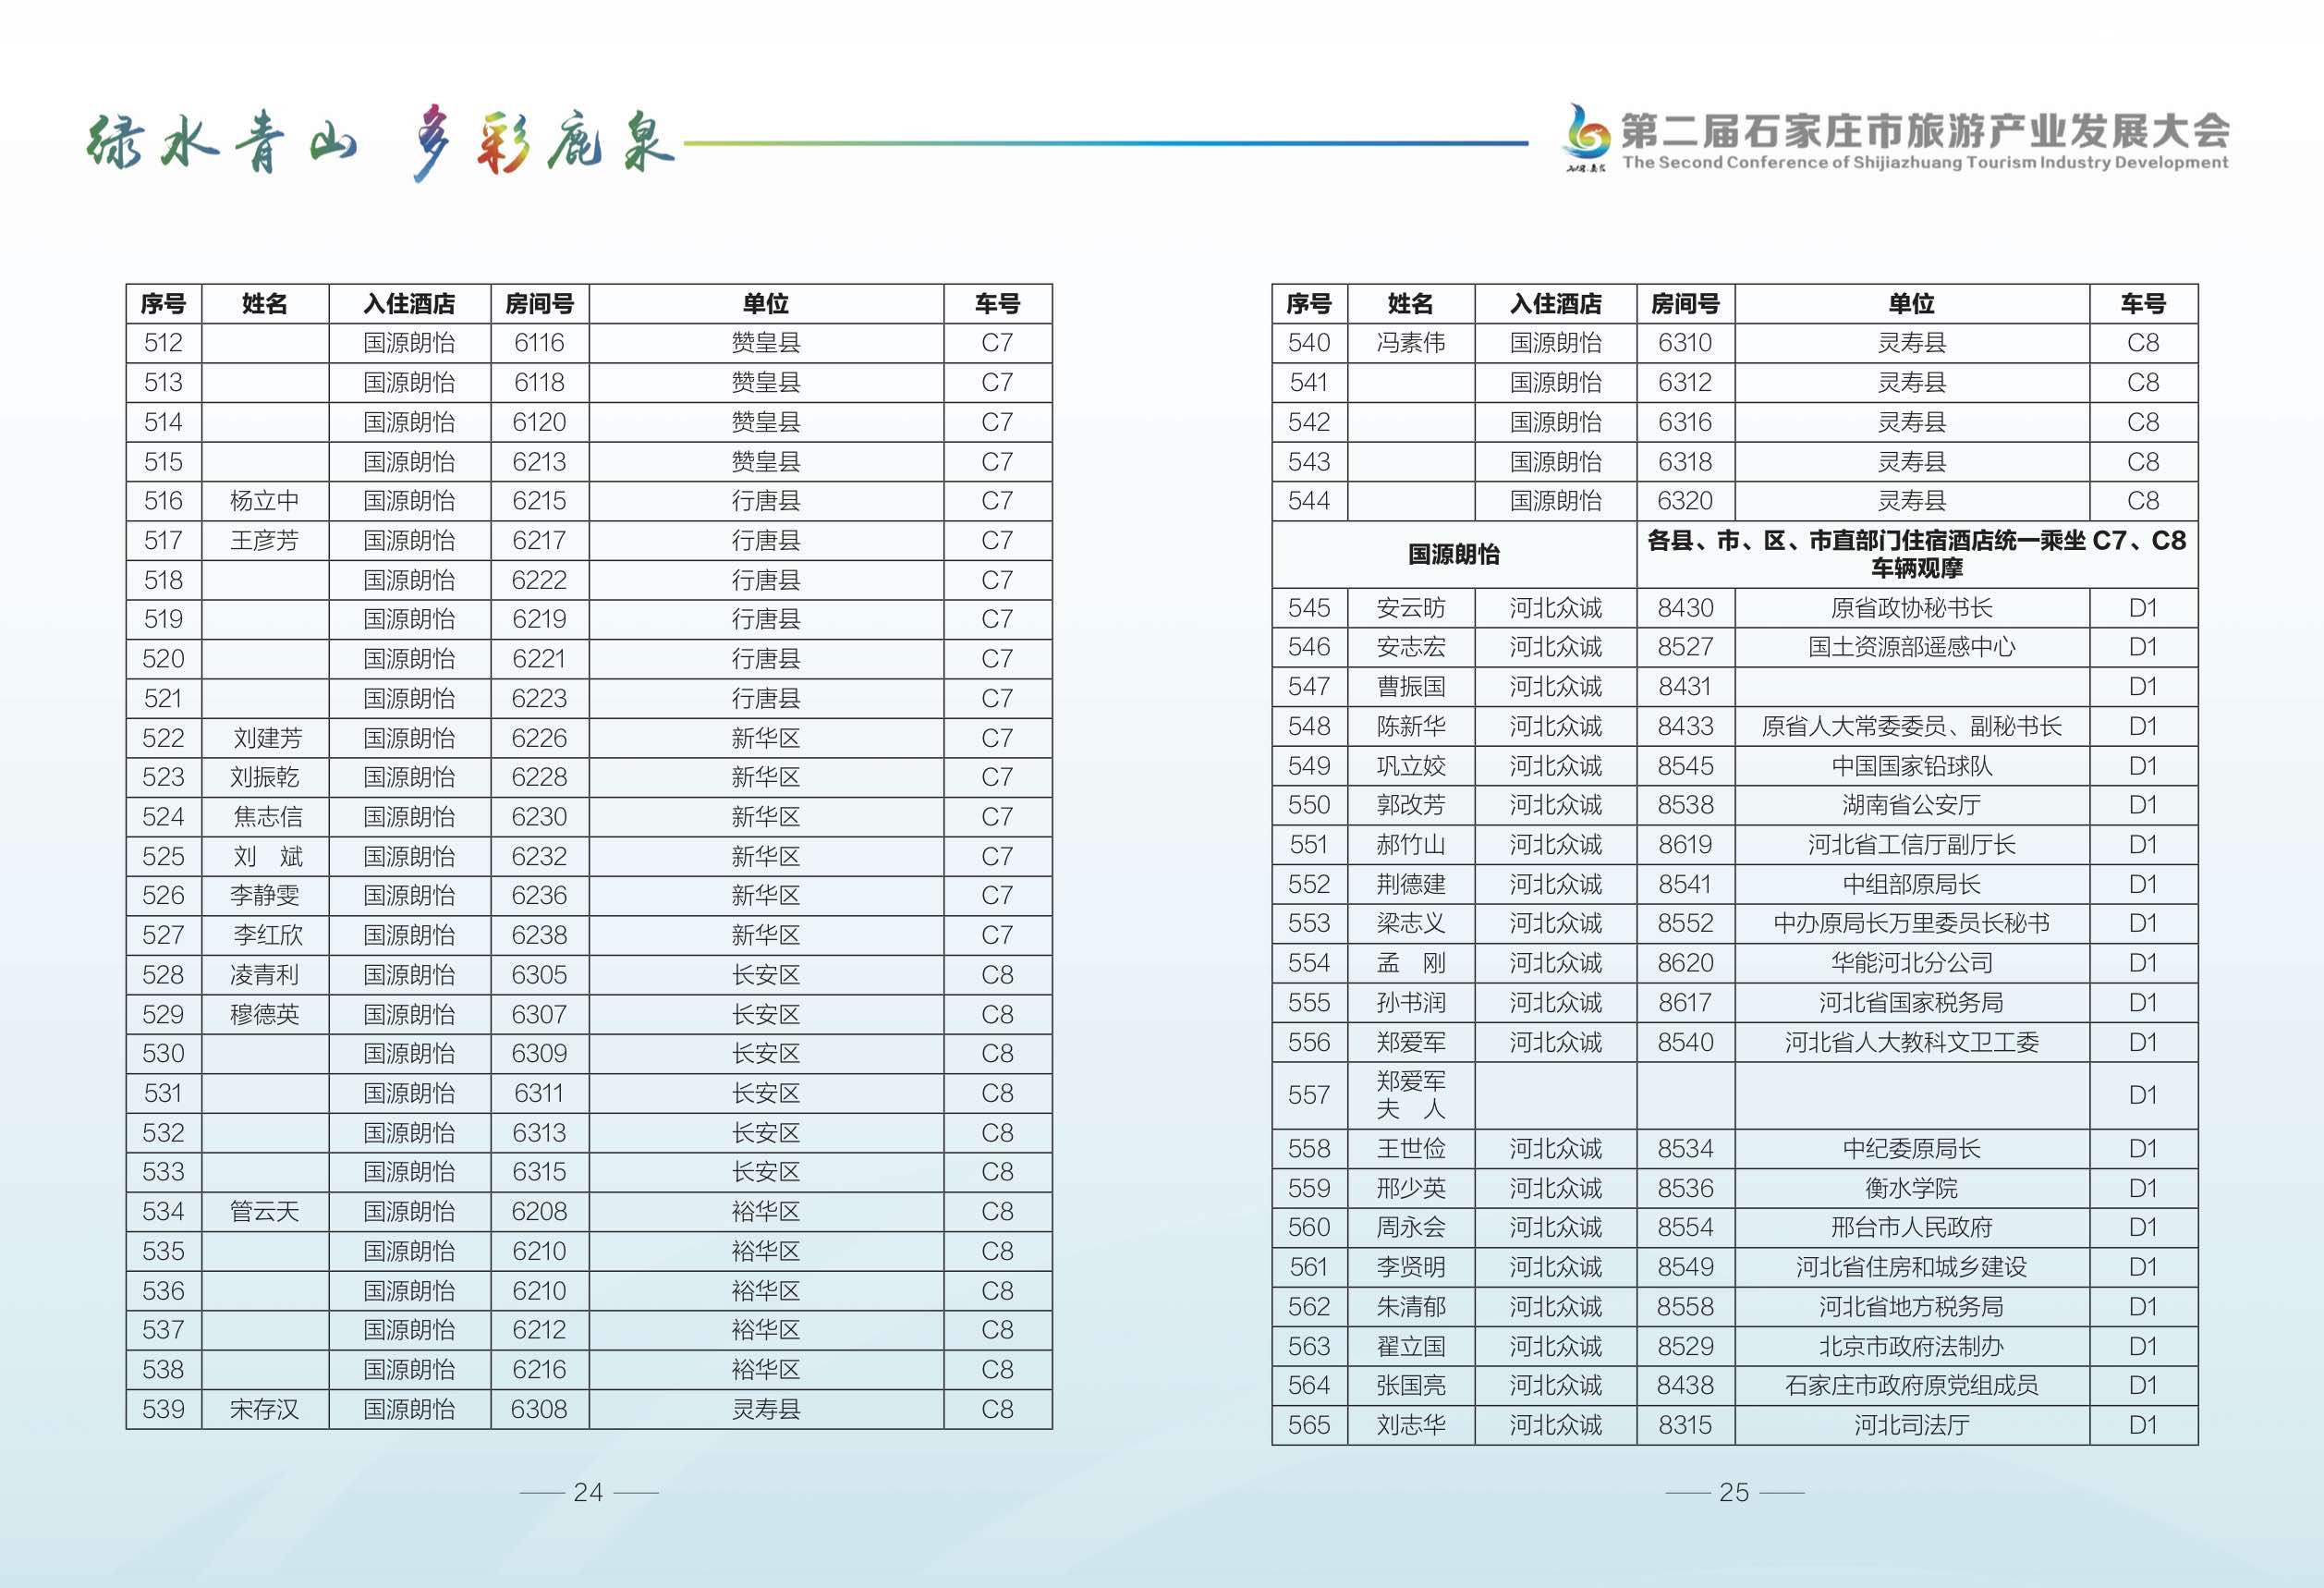 绿水青山 多彩鹿泉
第二届石家庄市旅游产业发展大会
The Second Conference of Shijiazhuang Tourism Industry Development
序号 姓名 入住酒店 房间号 单位 车号
512 国源朗怡 6116 赞皇县 C7
513 国源朗怡 6118 赞皇县 C7
514 国源朗怡 6120 赞皇县 C7
515 国源朗怡 6213 赞皇县 C7
516 杨立中 国源朗怡 6215 行唐县 C7
517 王彦芳 国源朗怡 6217 行唐县 C7
518 国源朗怡 6222 行唐县 C7
519 国源朗怡 6219 行唐县 C7
520 国源朗怡 6221 行唐县 C7
521 国源朗怡 6223 行唐县 C7
522 刘建芳 国源朗怡 6226 新华区 C7
523 刘振乾 国源朗怡 6228 新华区 C7
524 焦志信 国源朗怡 6230 新华区 C7
525 刘 斌 国源朗怡 6232 新华区 C7
526 李静雯 国源朗怡 6236 新华区 C7
527 李红欣 国源朗怡 6238 新华区 C7
528 凌青利 国源朗怡 6305 长安区 C8
529 穆德英 国源朗怡 6307 长安区 C8
530 国源朗怡 6309 长安区 C8
531 国源朗怡 6311 长安区 C8
532 国源朗怡 6313 长安区 C8
533 国源朗怡 6315 长安区 C8
534 管云天 国源朗怡 6208 裕华区 C8
535 国源朗怡 6210 裕华区 C8
536 国源朗怡 6210 裕华区 C8
537 国源朗怡 6212 裕华区 C8
538 国源朗怡 6216 裕华区 C8
539 宋存汉 国源朗怡 6308 灵寿县 C8
24
序号 姓名 入住酒店 房间号 单位 车号
540 冯素伟 国源朗怡 6310 灵寿县 C8
541 国源朗怡 6312 灵寿县 C8
542 国源朗怡 6316 灵寿县 C8
543 国源朗怡 6318 灵寿县 C8
544 国源朗怡 6320 灵寿县 C8
国源朗怡 各县、市、区、市直部门住宿酒店统一乘坐 C7、C8
车辆观摩
545 安云昉 河北众诚 8430 原省政协秘书长 D1
546 安志宏 河北众诚 8527 国土资源部遥感中心 D1
547 曹振国 河北众诚 8431 D1
548 陈新华 河北众诚 8433 原省人大常委委员、副秘书长 D1
549 巩立姣 河北众诚 8545 中国国家铅球队 D1
550 郭改芳 河北众诚 8538 湖南省公安厅 D1
551 郝竹山 河北众诚 8619 河北省工信厅副厅长 D1
552 荆德建 河北众诚 8541 中组部原局长 D1
553 梁志义 河北众诚 8552 中办原局长万里委员长秘书 D1
554 孟 刚 河北众诚 8620 华能河北分公司 D1
555 孙书润 河北众诚 8617 河北省国家税务局 D1
556 郑爱军 河北众诚 8540 河北省人大教科文卫工委 D1
557 郑爱军
夫 人 D1
558 王世俭 河北众诚 8534 中纪委原局长 D1
559 邢少英 河北众诚 8536 衡水学院 D1
560 周永会 河北众诚 8554 邢台市人民政府 D1
561 李贤明 河北众诚 8549 河北省住房和城乡建设 D1
562 朱清郁 河北众诚 8558 河北省地方税务局 D1
563 翟立国 河北众诚 8529 北京市政府法制办 D1
564 张国亮 河北众诚 8438 石家庄市政府原党组成员 D1
565 刘志华 河北众诚 8315 河北司法厅 D1
25